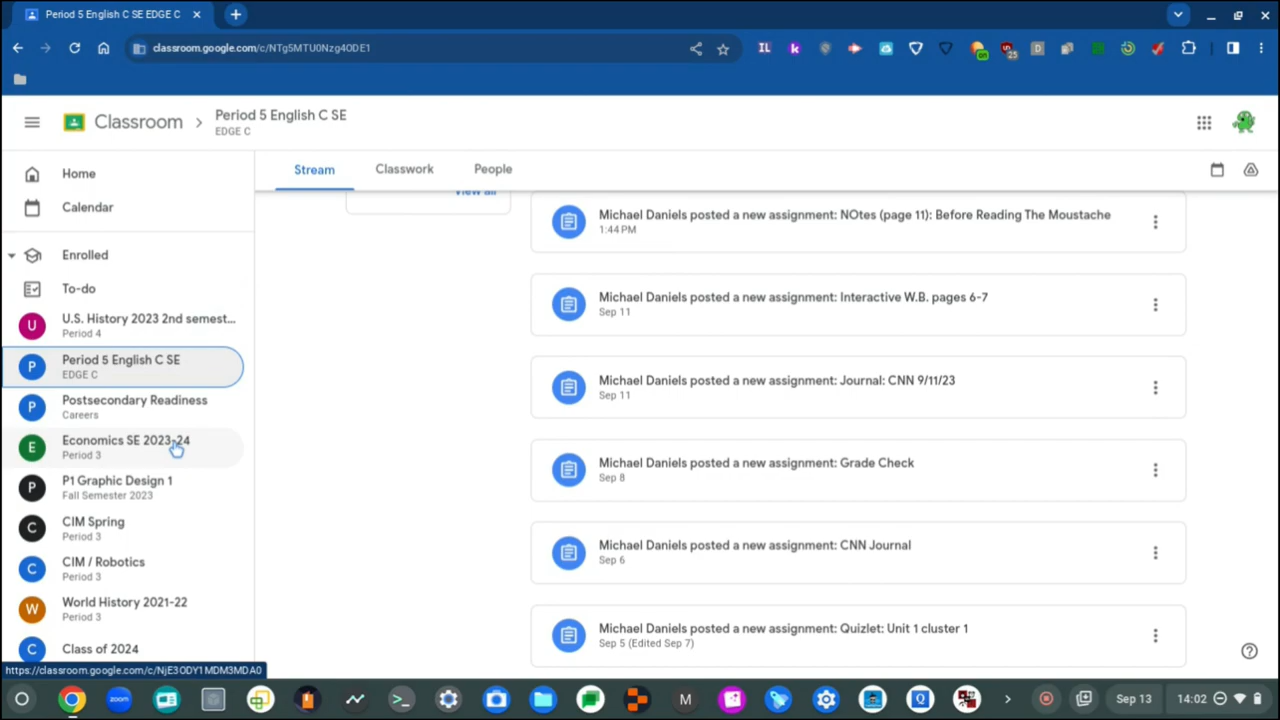 Period 5 English C SE EDGE C
classroom.google.com/c/NTg5MTU0Nzg4ODE1
IL
k
on
25
D
Classroom
Period 5 English C SE
EDGE C
Home
Calendar
Enrolled
To-do
U
U.S. History 2023 2nd semest...
Period 4
P
Period 5 English C SE
EDGE C
P
Postsecondary Readiness
Careers
E
Economics SE 2023-24
Period 3
P
P1 Graphic Design 1
Fall Semester 2023
C
CIM Spring
Period 3
C
CIM / Robotics
Period 3
W
World History 2021-22
Period 3
C
Class of 2024
https://classroom.google.com/c/NjE3ODY1MDM3MDA0
Stream
Classwork
People
View all
Michael Daniels posted a new assignment: NOtes (page 11): Before Reading The Moustache
1:44 PM
Michael Daniels posted a new assignment: Interactive W.B. pages 6-7
Sep 11
Michael Daniels posted a new assignment: Journal: CNN 9/11/23
Sep 11
Michael Daniels posted a new assignment: Grade Check
Sep 8
Michael Daniels posted a new assignment: CNN Journal
Sep 6
Michael Daniels posted a new assignment: Quizlet: Unit 1 cluster 1
Sep 5 (Edited Sep 7)
zoom
M
Q
Sep 13
14:02